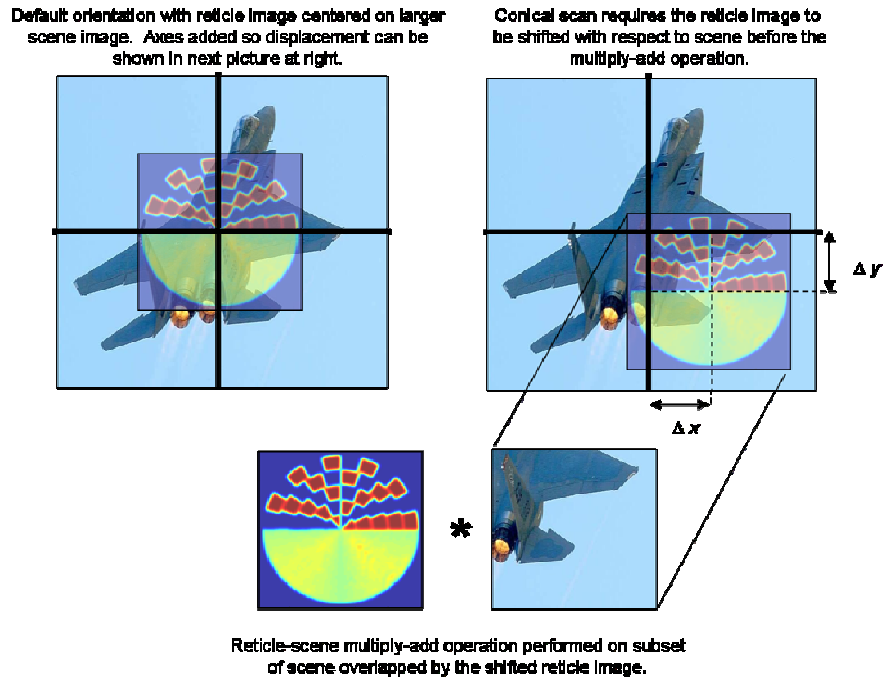 Default orientation with reticle image centered on larger
scene image. Axes added so displacement can be
shown in next picture at right.
Conical scan requires the reticle image to
be shifted with respect to scene before the
multiply-add operation.
Δ y
Δ x
*
Reticle-scene multiply-add operation performed on subset
of scene overlapped by the shifted reticle image.